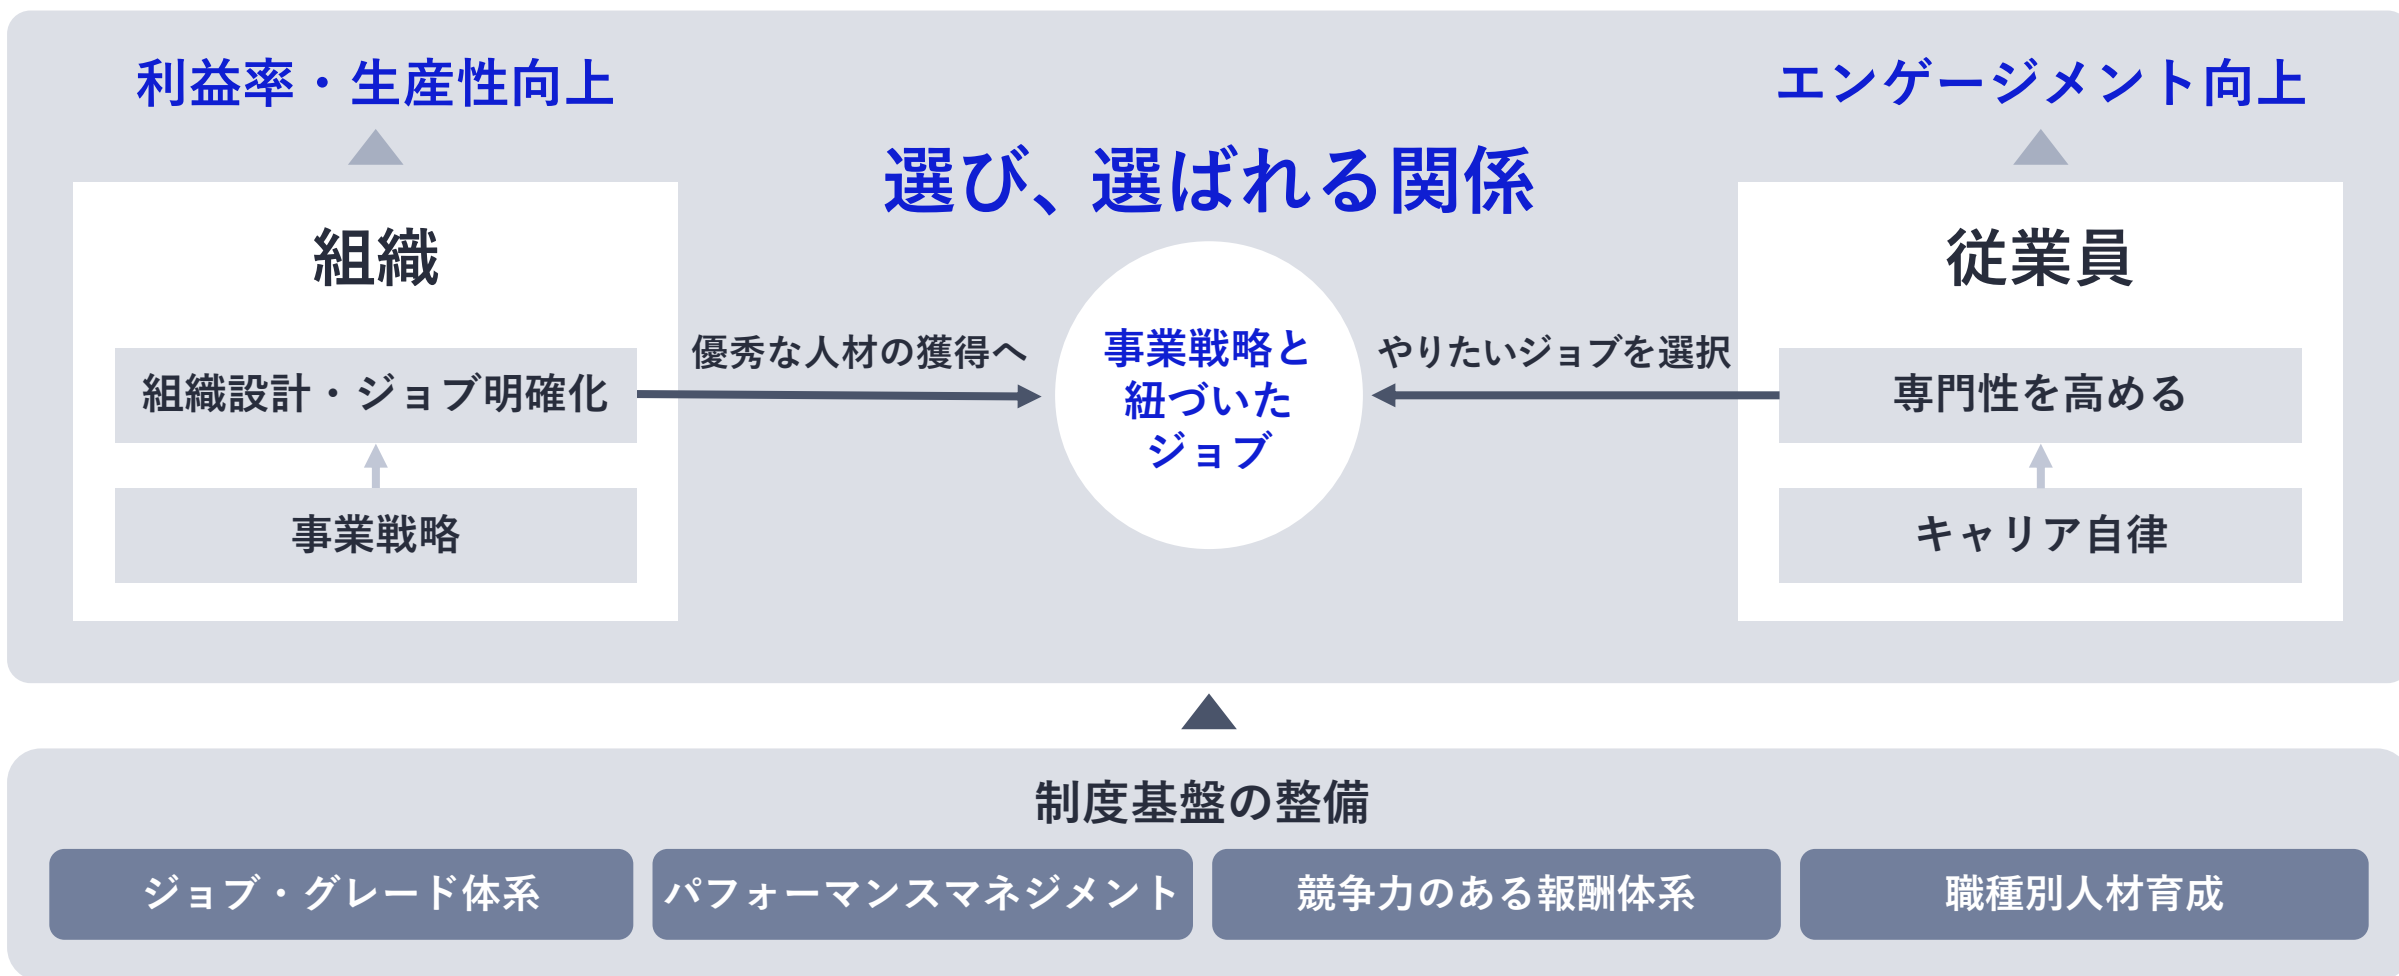 利益率・生産性向上
エンゲージメント向上
選び、選ばれる関係
組織
従業員
優秀な人材の獲得へ
やりたいジョブを選択
事業戦略と
紐づいた
ジョブ
組織設計・ジョブ明確化
専門性を高める
事業戦略
キャリア自律
制度基盤の整備
ジョブ・グレード体系
パフォーマンスマネジメント
競争力のある報酬体系
職種別人材育成